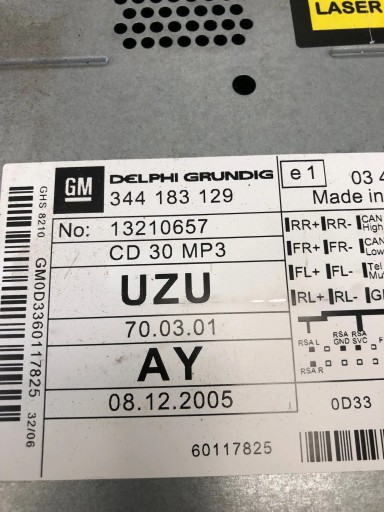 LASER
GM DELPHI GRUNDIG e1 03 4
344 183 129 Made in
No: 13210657
CD 30 MP3
UZU
70.03.01
AY
08.12.2005
RR+ RR- CAN High
FR+ FR- CAN Low
FL+ FL- Tel Mu
RL+ RL-
RSA L RSA GND RSA SVC F
RSA R
0D33
60117825
GHS 8210
GM0D3360117825
32/06